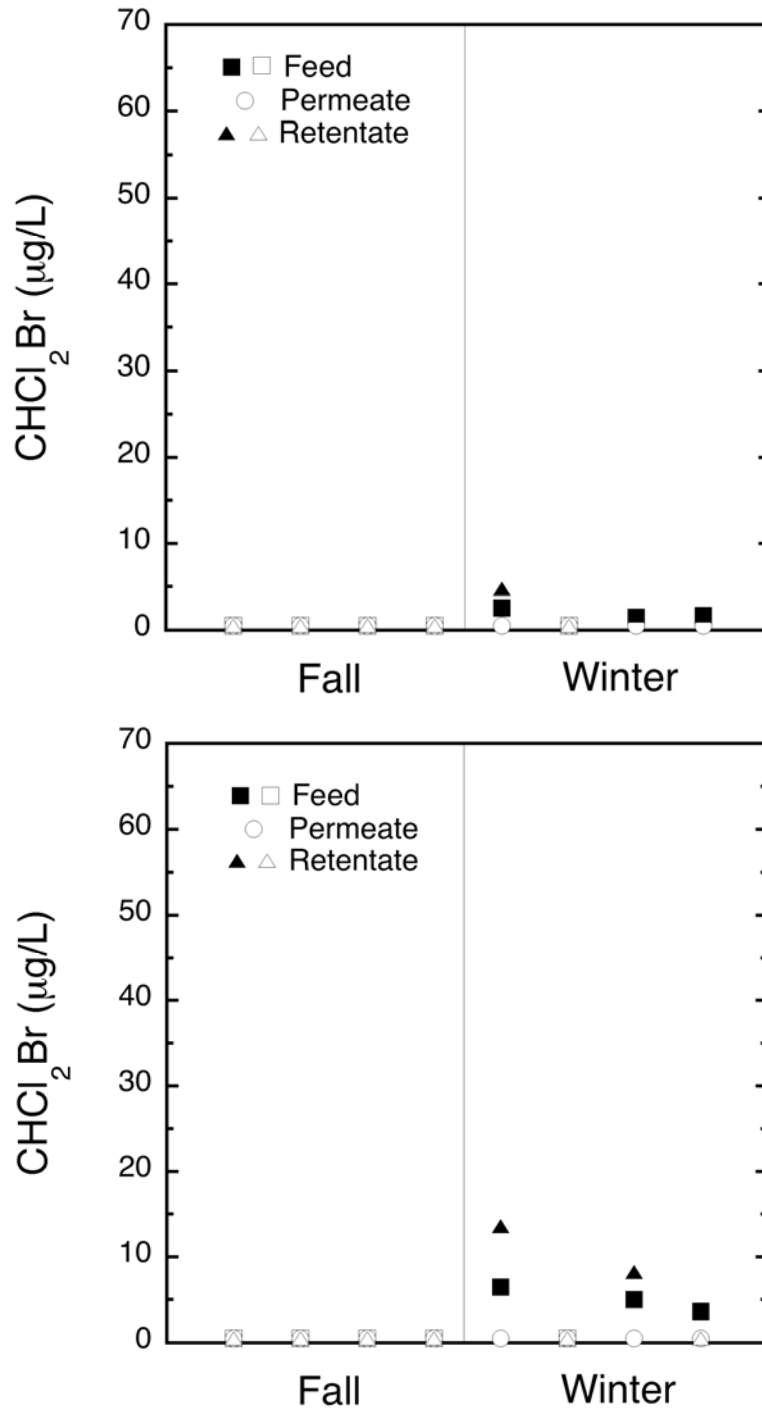 70
60
50
40
30
20
10
0
CHCl2Br (μg/L)
Feed
Permeate
Retentate
Fall Winter
70
60
50
40
30
20
10
0
CHCl2Br (μg/L)
Feed
Permeate
Retentate
Fall Winter